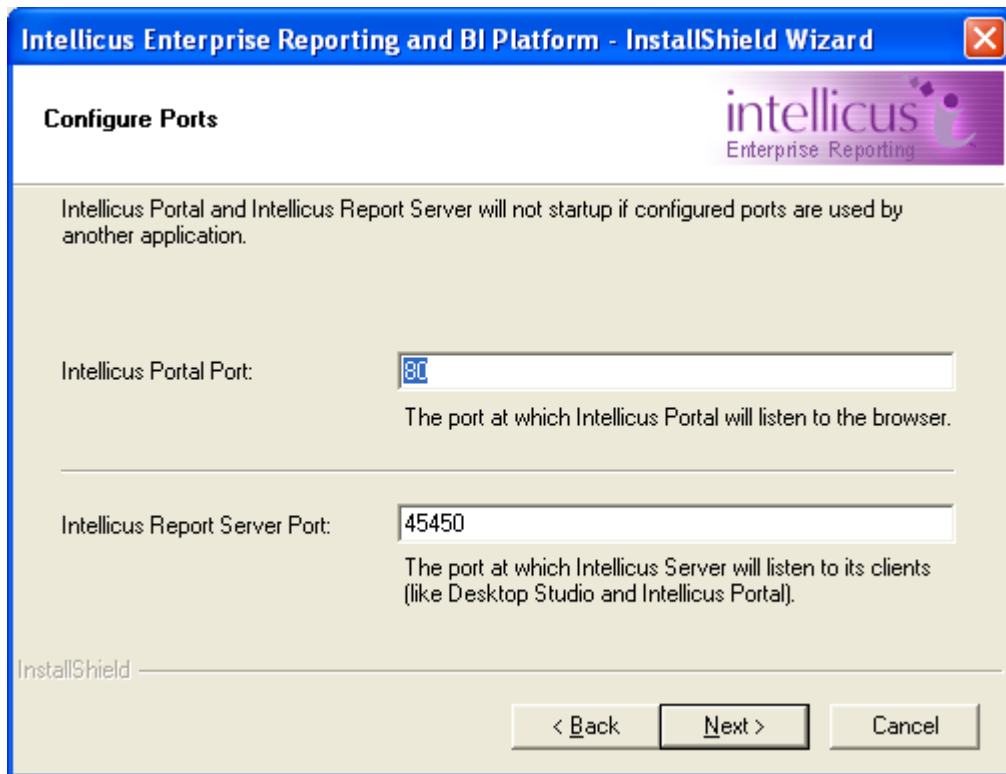 Intellicus Enterprise Reporting and BI Platform - InstallShield Wizard
Configure Ports
intellicus
Enterprise Reporting
Intellicus Portal and Intellicus Report Server will not startup if configured ports are used by
another application.
Intellicus Portal Port:
80
The port at which Intellicus Portal will listen to the browser.
Intellicus Report Server Port:
45450
The port at which Intellicus Server will listen to its clients
(like Desktop Studio and Intellicus Portal).
InstallShield
< Back
Next >
Cancel